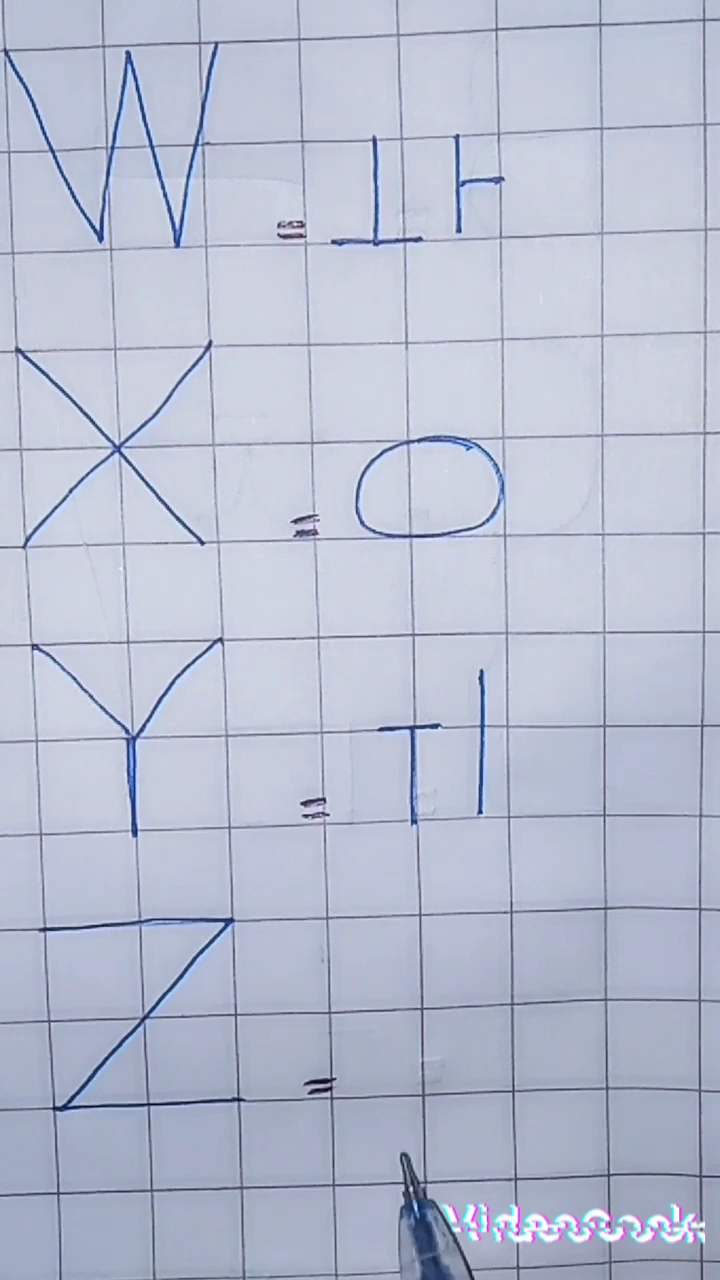 W = ⊥ ⊢
X = O
Y = T |
Z =
VideoCook